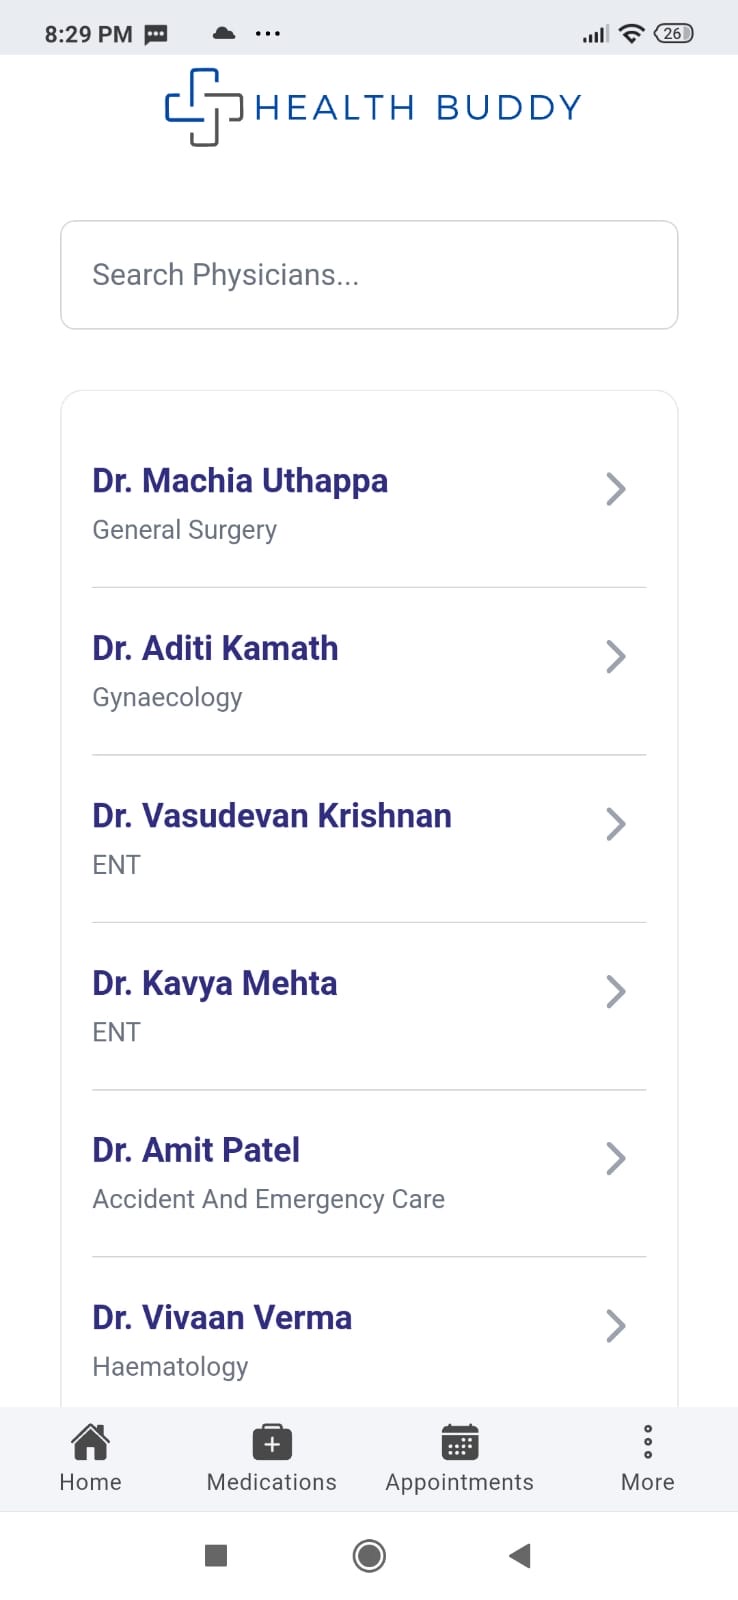 8:29 PM
26
HEALTH BUDDY
Search Physicians...
Dr. Machia Uthappa
General Surgery
Dr. Aditi Kamath
Gynaecology
Dr. Vasudevan Krishnan
ENT
Dr. Kavya Mehta
ENT
Dr. Amit Patel
Accident And Emergency Care
Dr. Vivaan Verma
Haematology
Home
Medications
Appointments
More